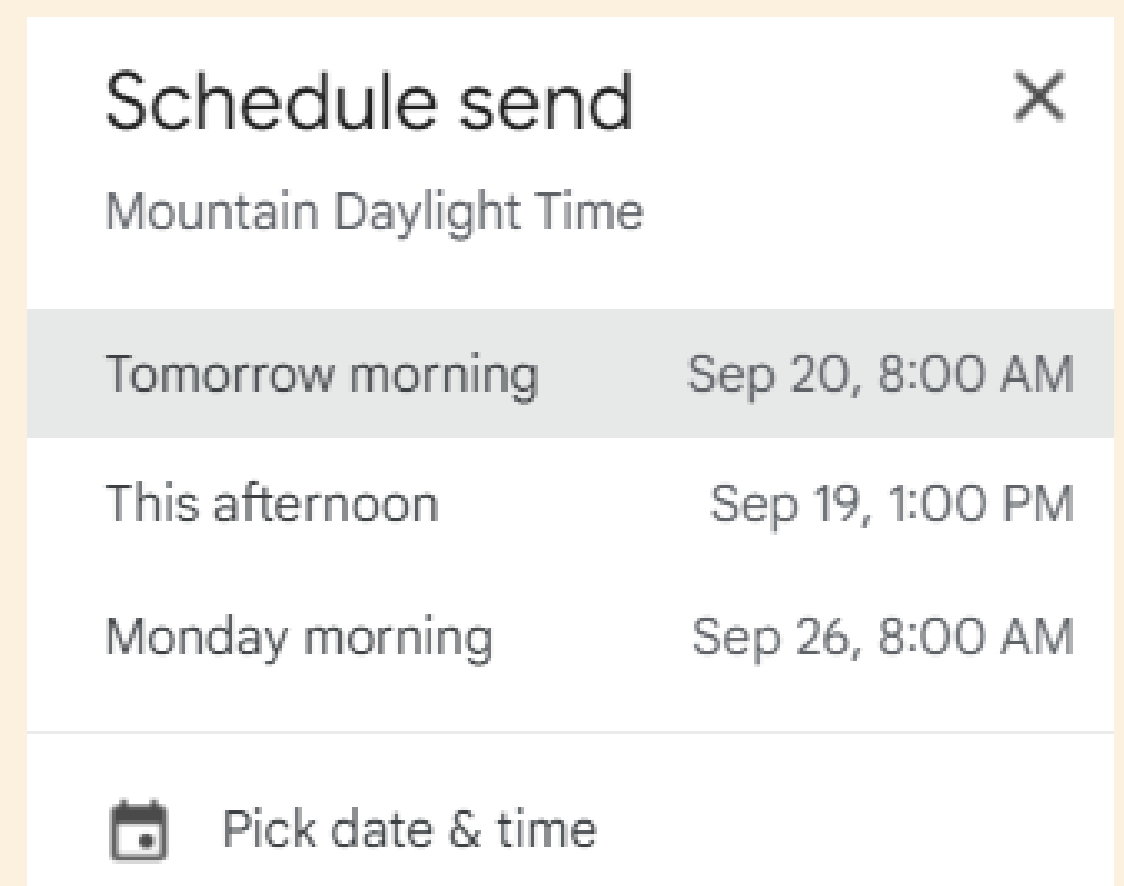 Schedule send
Mountain Daylight Time
Tomorrow morning Sep 20, 8:00 AM
This afternoon Sep 19, 1:00 PM
Monday morning Sep 26, 8:00 AM
Pick date & time